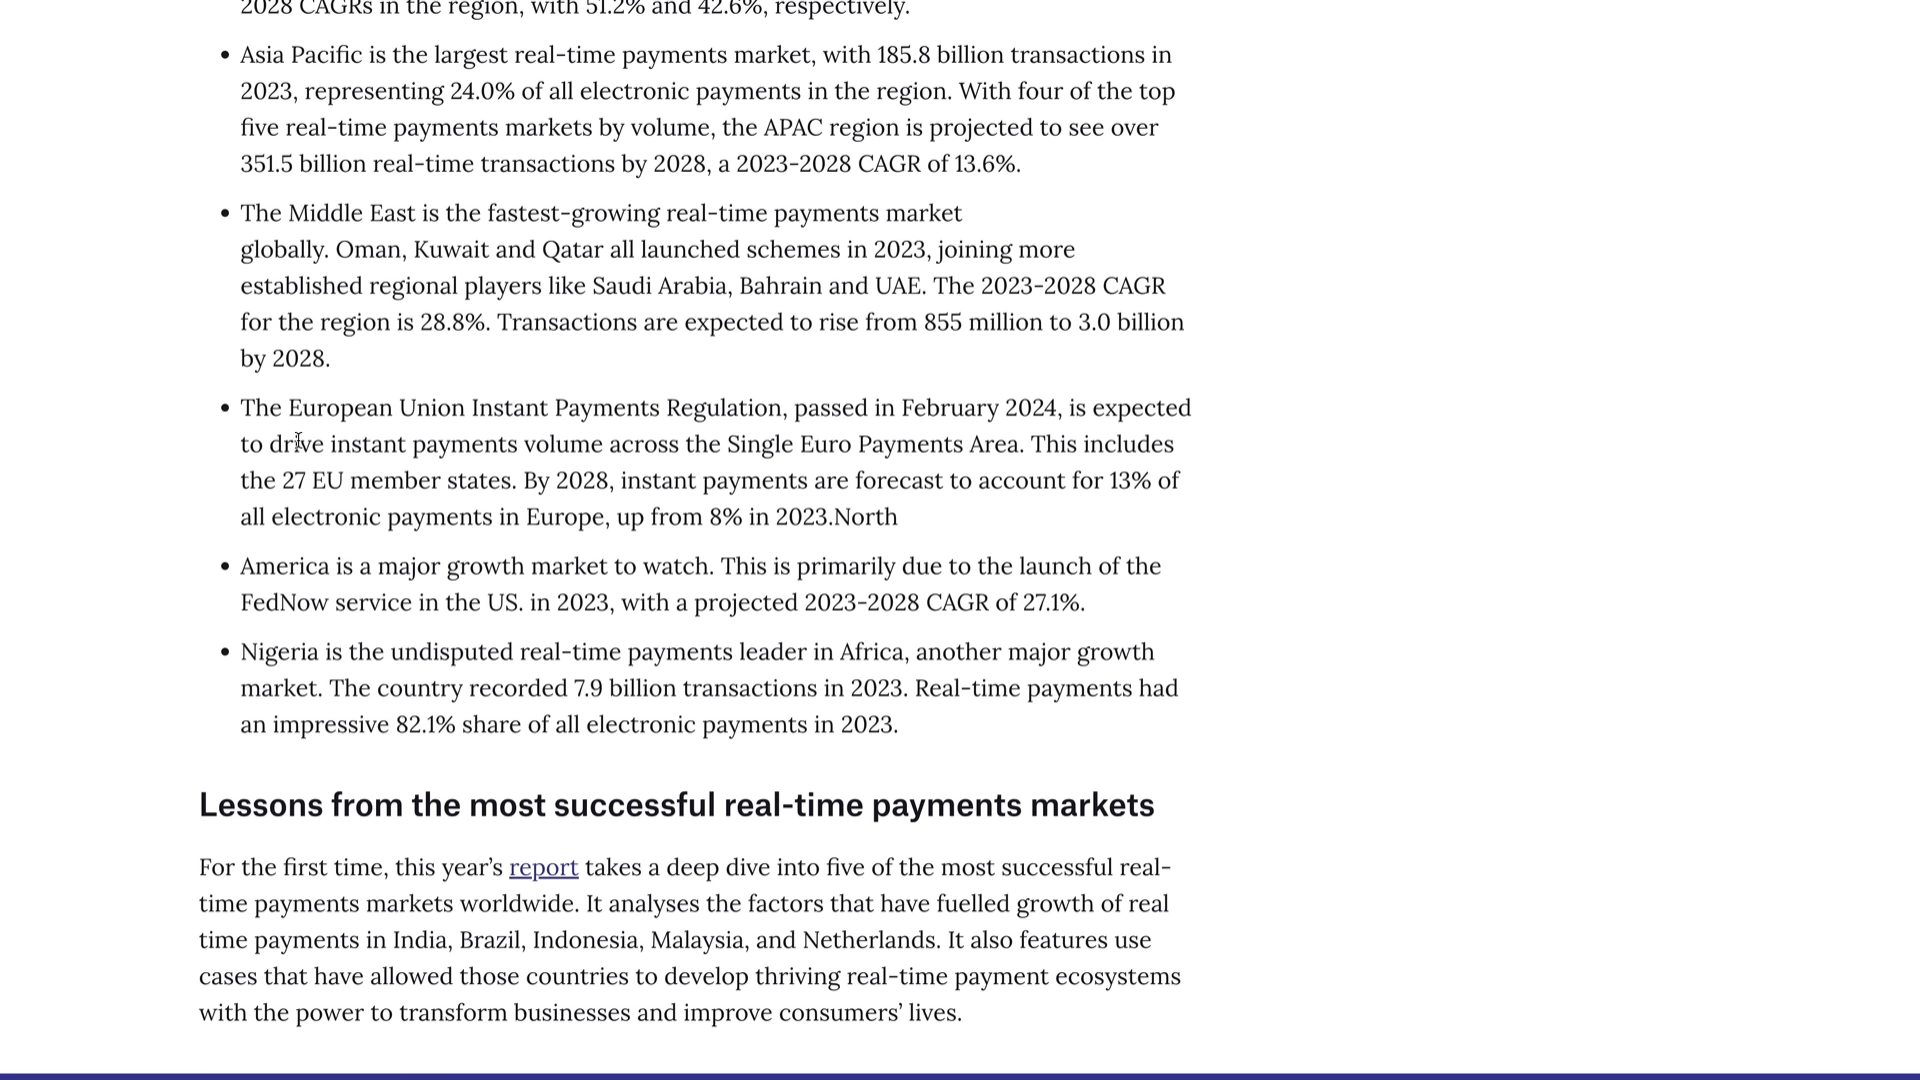 2028 CAGRs in the region, with 51.2% and 42.6%, respectively.
• Asia Pacific is the largest real-time payments market, with 185.8 billion transactions in
2023, representing 24.0% of all electronic payments in the region. With four of the top
five real-time payments markets by volume, the APAC region is projected to see over
351.5 billion real-time transactions by 2028, a 2023-2028 CAGR of 13.6%.
• The Middle East is the fastest-growing real-time payments market
globally. Oman, Kuwait and Qatar all launched schemes in 2023, joining more
established regional players like Saudi Arabia, Bahrain and UAE. The 2023-2028 CAGR
for the region is 28.8%. Transactions are expected to rise from 855 million to 3.0 billion
by 2028.
• The European Union Instant Payments Regulation, passed in February 2024, is expected
to drive instant payments volume across the Single Euro Payments Area. This includes
the 27 EU member states. By 2028, instant payments are forecast to account for 13% of
all electronic payments in Europe, up from 8% in 2023.North
• America is a major growth market to watch. This is primarily due to the launch of the
FedNow service in the US. in 2023, with a projected 2023-2028 CAGR of 27.1%.
• Nigeria is the undisputed real-time payments leader in Africa, another major growth
market. The country recorded 7.9 billion transactions in 2023. Real-time payments had
an impressive 82.1% share of all electronic payments in 2023.
Lessons from the most successful real-time payments markets
For the first time, this year’s report takes a deep dive into five of the most successful real-
time payments markets worldwide. It analyses the factors that have fuelled growth of real
time payments in India, Brazil, Indonesia, Malaysia, and Netherlands. It also features use
cases that have allowed those countries to develop thriving real-time payment ecosystems
with the power to transform businesses and improve consumers’ lives.